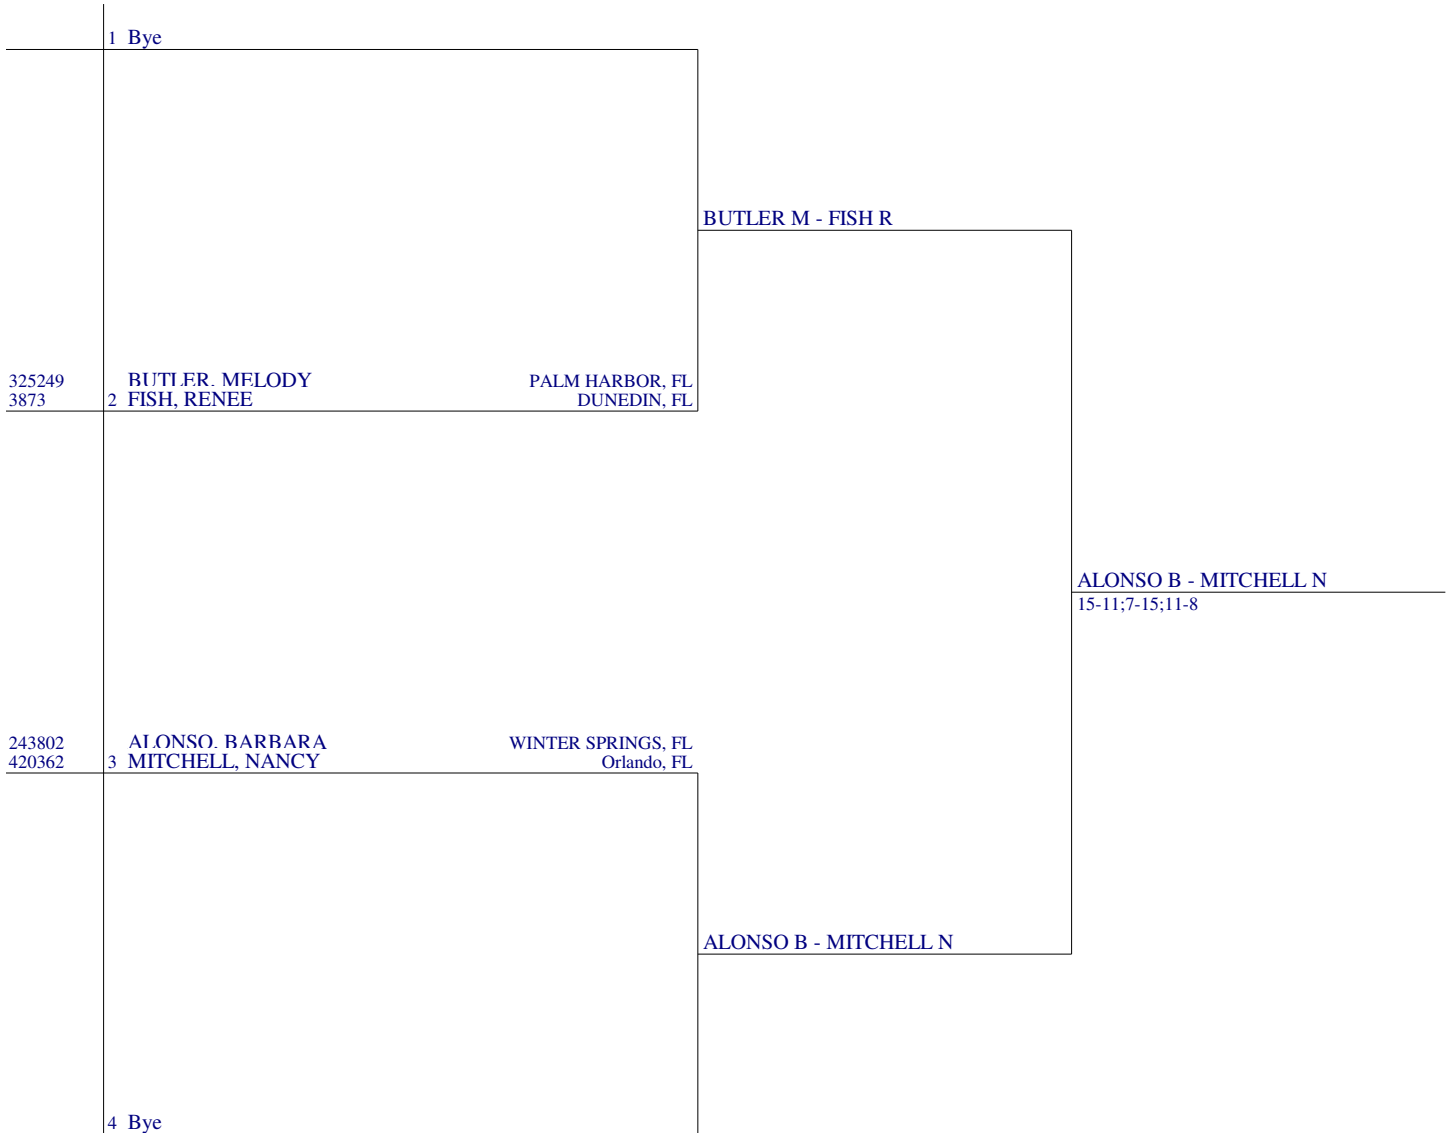 1 Bye
BUTLER M - FISH R
325249 BUTLER, MELODY PALM HARBOR, FL
3873 2 FISH, RENEE DUNEDIN, FL
ALONSO B - MITCHELL N
15-11;7-15;11-8
243802 ALONSO, BARBARA WINTER SPRINGS, FL
420362 3 MITCHELL, NANCY Orlando, FL
ALONSO B - MITCHELL N
4 Bye